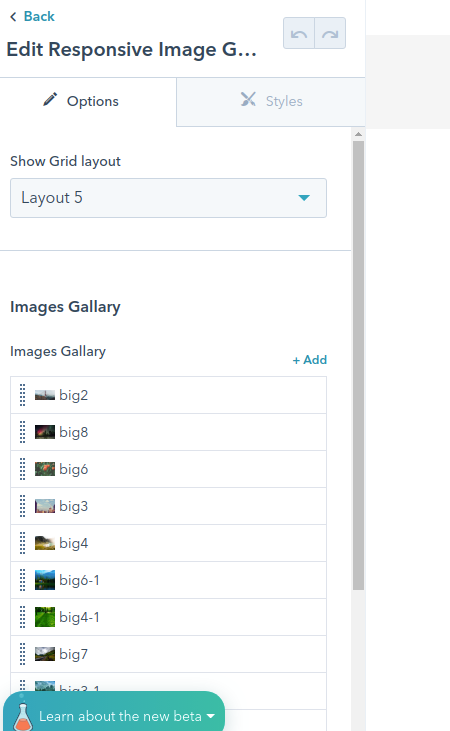 Back
Edit Responsive Image G...
Options
Styles
Show Grid layout
Layout 5
Images Gallary
Images Gallary
+ Add
big2
big8
big6
big3
big4
big6-1
big4-1
big7
big3-1
Learn about the new beta